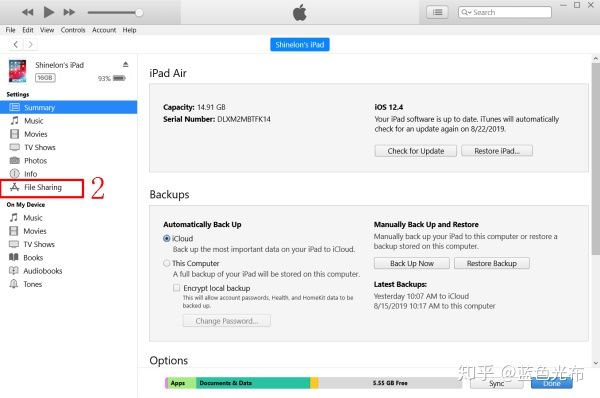 Search
File Edit View Controls Account Help
Shinelon's iPad
Shinelon's iPad
16GB
93%
Settings
Summary
Music
Movies
TV Shows
Photos
Info
File Sharing
2
On My Device
Music
Movies
TV Shows
Books
Audiobooks
Tones
iPad Air
Capacity: 14.91 GB
Serial Number: DLXM2MBTFK14
iOS 12.4
Your iPad software is up to date. iTunes will automatically
check for an update again on 8/22/2019.
Check for Update
Restore iPad...
Backups
Automatically Back Up
iCloud
Back up the most important data on your iPad to iCloud.
This Computer
A full backup of your iPad will be stored on this computer.
Encrypt local backup
This will allow account passwords, Health, and HomeKit data to be
backed up.
Change Password...
Manually Back Up and Restore
Manually back up your iPad to this computer or restore a
backup stored on this computer.
Back Up Now
Restore Backup
Latest Backups:
Yesterday 10:07 AM to iCloud
8/15/2019 10:17 AM to this computer
Options
Apps
Documents & Data
5.55 GB Free
Sync
Done
知乎 @蓝色光布